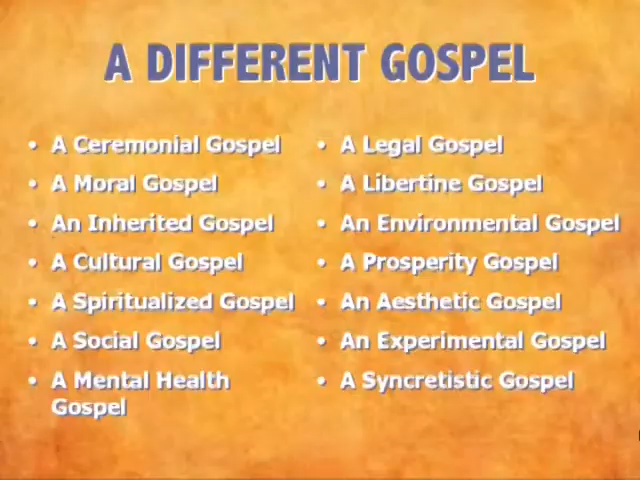 A DIFFERENT GOSPEL
• A Ceremonial Gospel
• A Moral Gospel
• An Inherited Gospel
• A Cultural Gospel
• A Spiritualized Gospel
• A Social Gospel
• A Mental Health
Gospel
• A Legal Gospel
• A Libertine Gospel
• An Environmental Gospel
• A Prosperity Gospel
• An Aesthetic Gospel
• An Experimental Gospel
• A Syncretistic Gospel